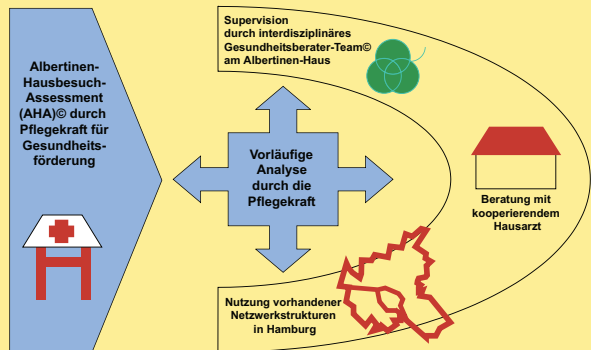 Albertinen-
Hausbesuch-
Assessment
(AHA)© durch
Pflegekraft für
Gesundheits-
förderung
Supervision
durch interdisziplinäres
Gesundheitsberater-Team©
am Albertinen-Haus
Vorläufige
Analyse
durch die
Pflegekraft
Beratung mit
kooperierendem
Hausarzt
Nutzung vorhandener
Netzwerkstrukturen
in Hamburg